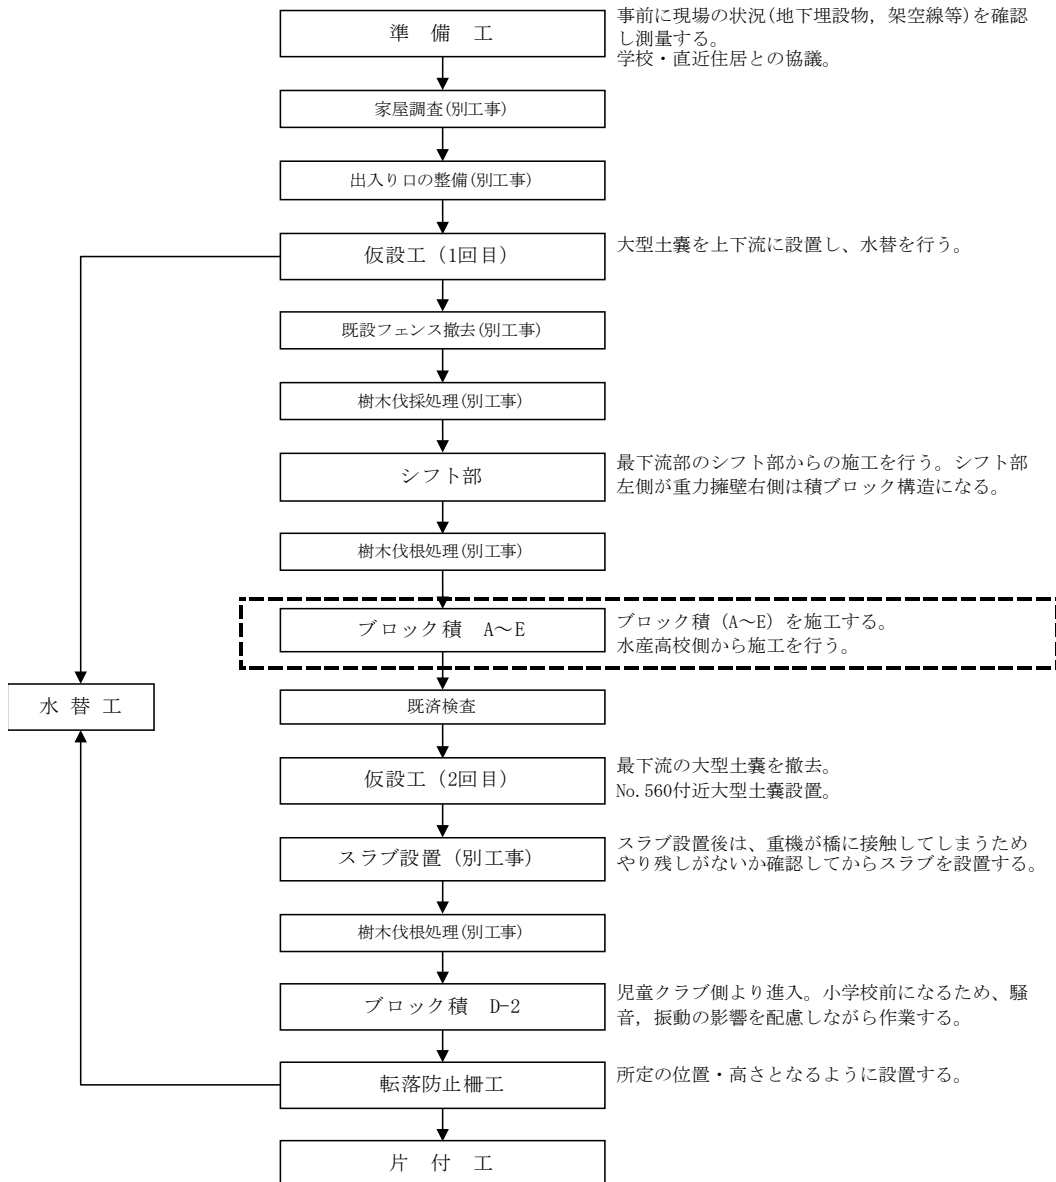 準　備　工
事前に現場の状況(地下埋設物，架空線等)を確認
し測量する。
学校・直近住居との協議。
家屋調査(別工事)
出入り口の整備(別工事)
仮設工（1回目）
大型土嚢を上下流に設置し、水替を行う。
既設フェンス撤去(別工事)
樹木伐採処理(別工事)
シフト部
最下流部のシフト部からの施工を行う。シフト部
左側が重力擁壁右側は積ブロック構造になる。
樹木伐根処理(別工事)
ブロック積　A～E
ブロック積（A～E）を施工する。
水産高校側から施工を行う。
水 替 工
既済検査
仮設工（2回目）
最下流の大型土嚢を撤去。
No.560付近大型土嚢設置。
スラブ設置（別工事）
スラブ設置後は、重機が橋に接触してしまうため
やり残しがないか確認してからスラブを設置する。
樹木伐根処理(別工事)
ブロック積　D-2
児童クラブ側より進入。小学校前になるため、騒
音，振動の影響を配慮しながら作業する。
転落防止柵工
所定の位置・高さとなるように設置する。
片　付　工